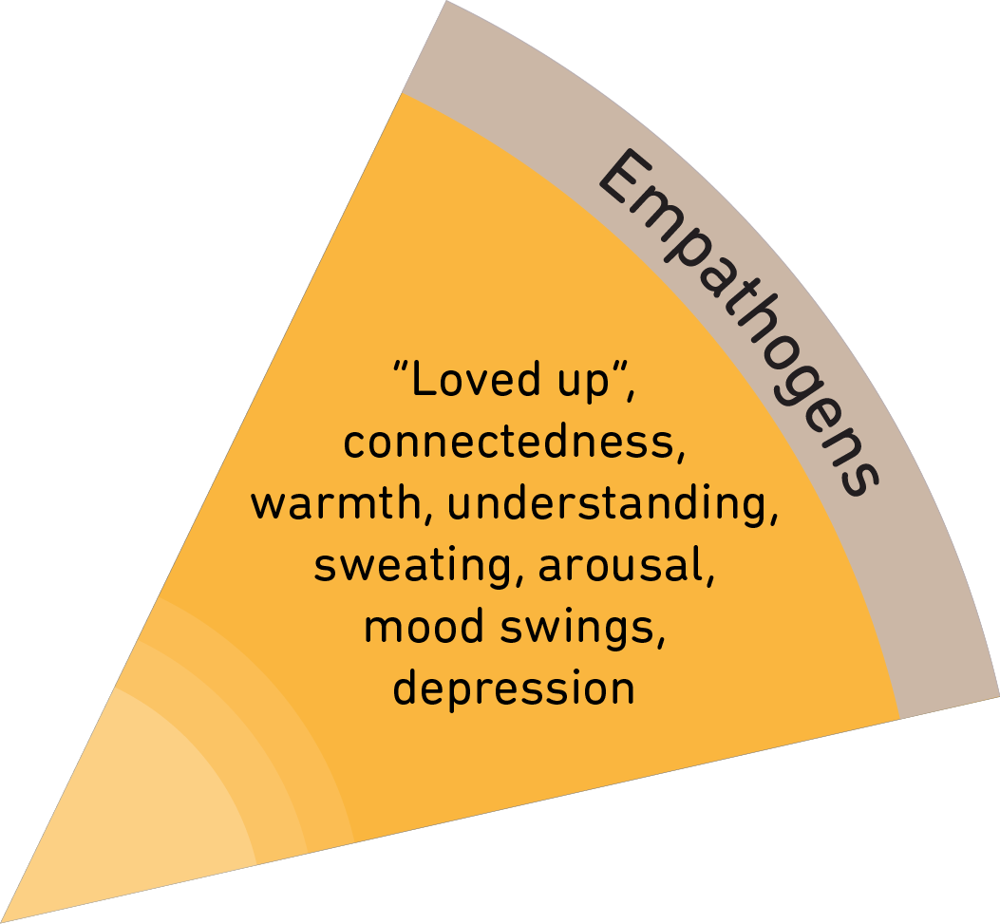 Empathogens
“Loved up“,
connectedness,
warmth, understanding,
sweating, arousal,
mood swings,
depression